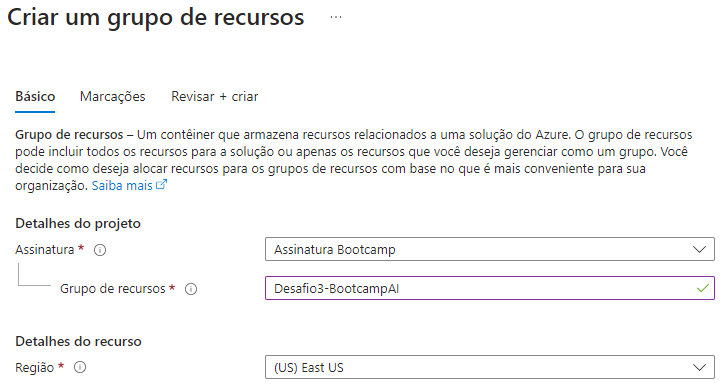 Criar um grupo de recursos ...
Básico Marcações Revisar + criar
Grupo de recursos – Um contêiner que armazena recursos relacionados a uma solução do Azure. O grupo de recursos
pode incluir todos os recursos para a solução ou apenas os recursos que você deseja gerenciar como um grupo. Você
decide como deseja alocar recursos para os grupos de recursos com base no que é mais conveniente para sua
organização. Saiba mais
Detalhes do projeto
Assinatura * Assinatura Bootcamp
Grupo de recursos * Desafio3-BootcampAI
Detalhes do recurso
Região * (US) East US